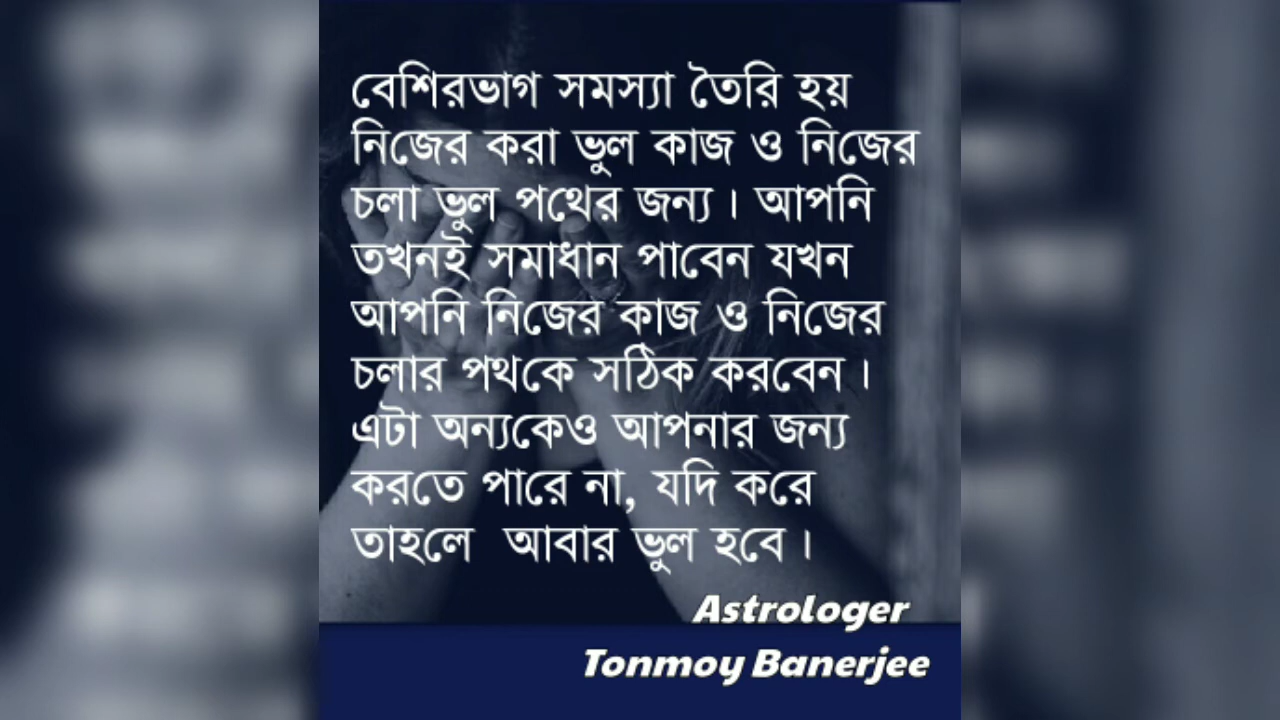 বেশিরভাগ সমস্যা তৈরি হয়
নিজের করা ভুল কাজ ও নিজের
চলা ভুল পথের জন্য। আপনি
তখনই সমাধান পাবেন যখন
আপনি নিজের কাজ ও নিজের
চলার পথকে সঠিক করবেন।
এটা অন্যকেও আপনার জন্য
করতে পারে না, যদি করে
তাহলে আবার ভুল হবে।
Astrologer
Tonmoy Banerjee